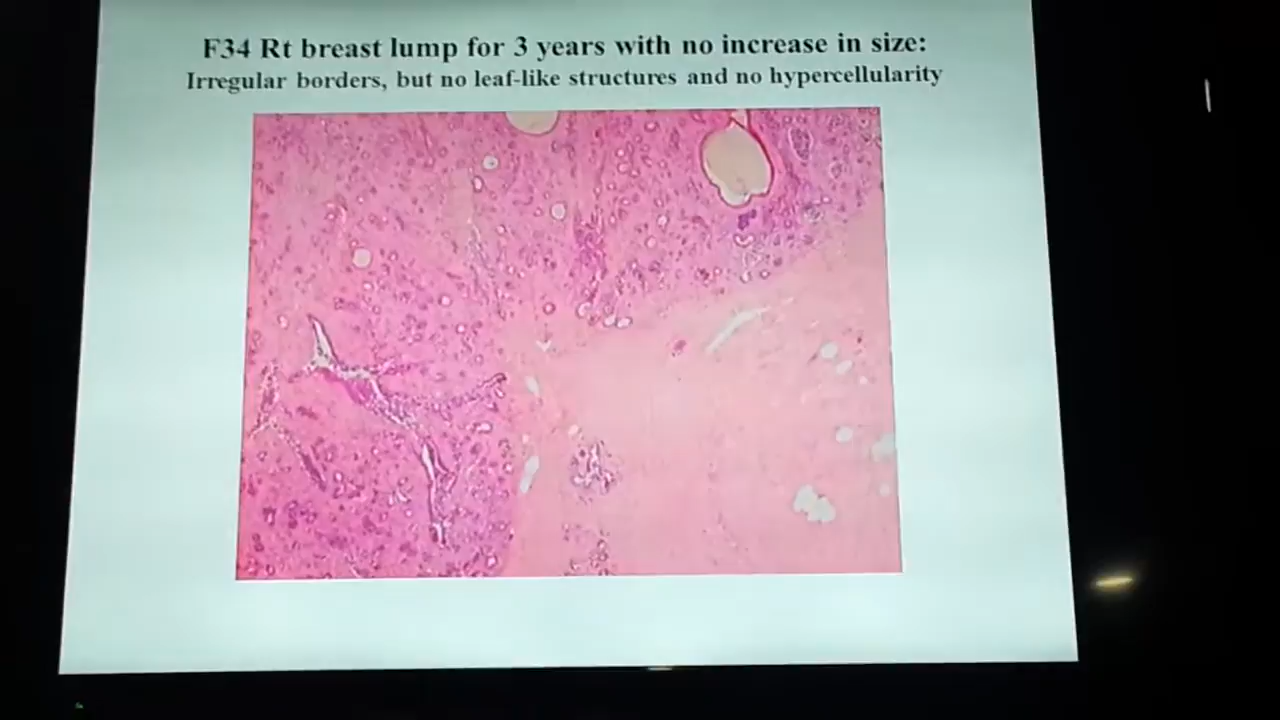 F34 Rt breast lump for 3 years with no increase in size:
Irregular borders, but no leaf-like structures and no hypercellularity